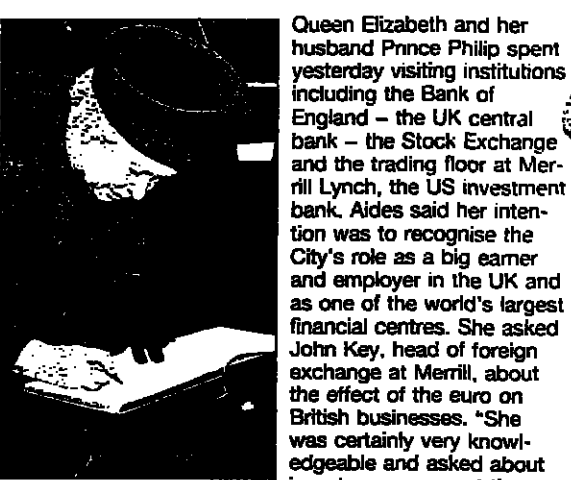 Queen Elizabeth and her
husband Prince Philip spent
yesterday visiting institutions
including the Bank of
England – the UK central
bank – the Stock Exchange
and the trading floor at Mer-
rill Lynch, the US investment
bank. Aides said her inten-
tion was to recognise the
City's role as a big earner
and employer in the UK and
as one of the world's largest
financial centres. She asked
John Key, head of foreign
exchange at Merrill, about
the effect of the euro on
British businesses. "She
was certainly very knowl-
edgeable and asked about